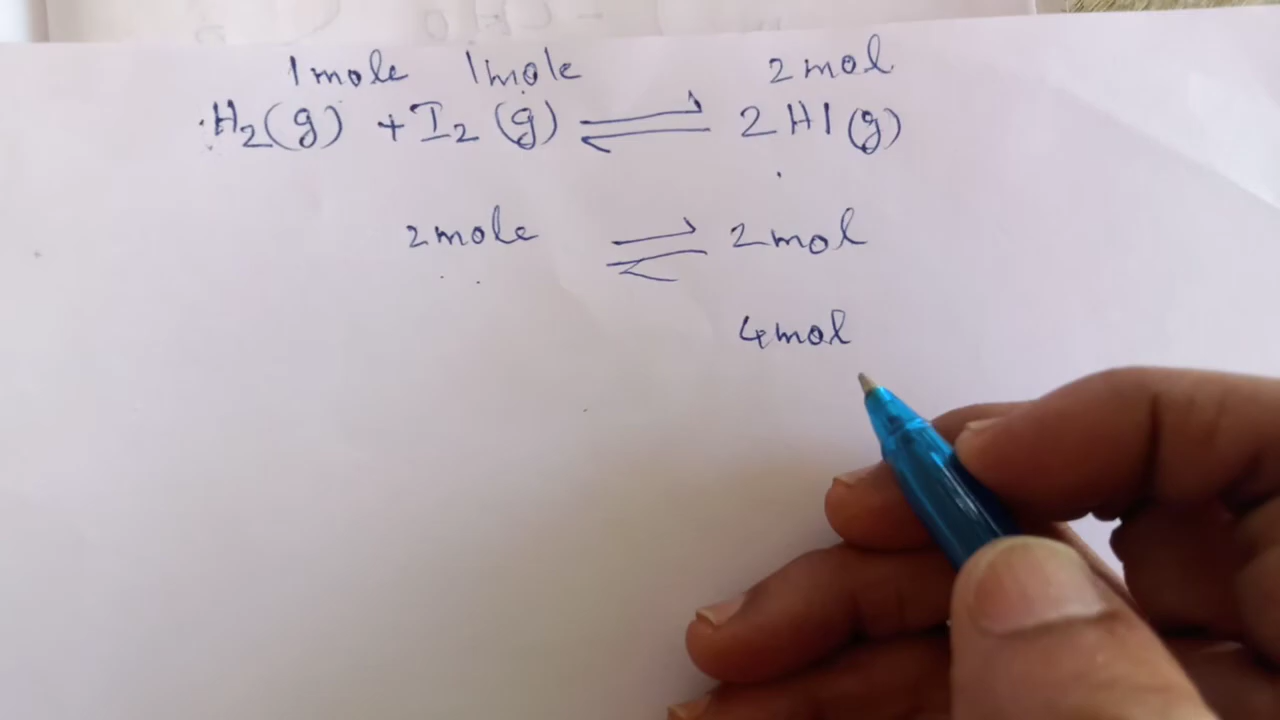 1mole 1mole 2mol
H₂(g) + I₂(g) ⇌ 2HI(g)
2mole ⇌ 2mol
4mol